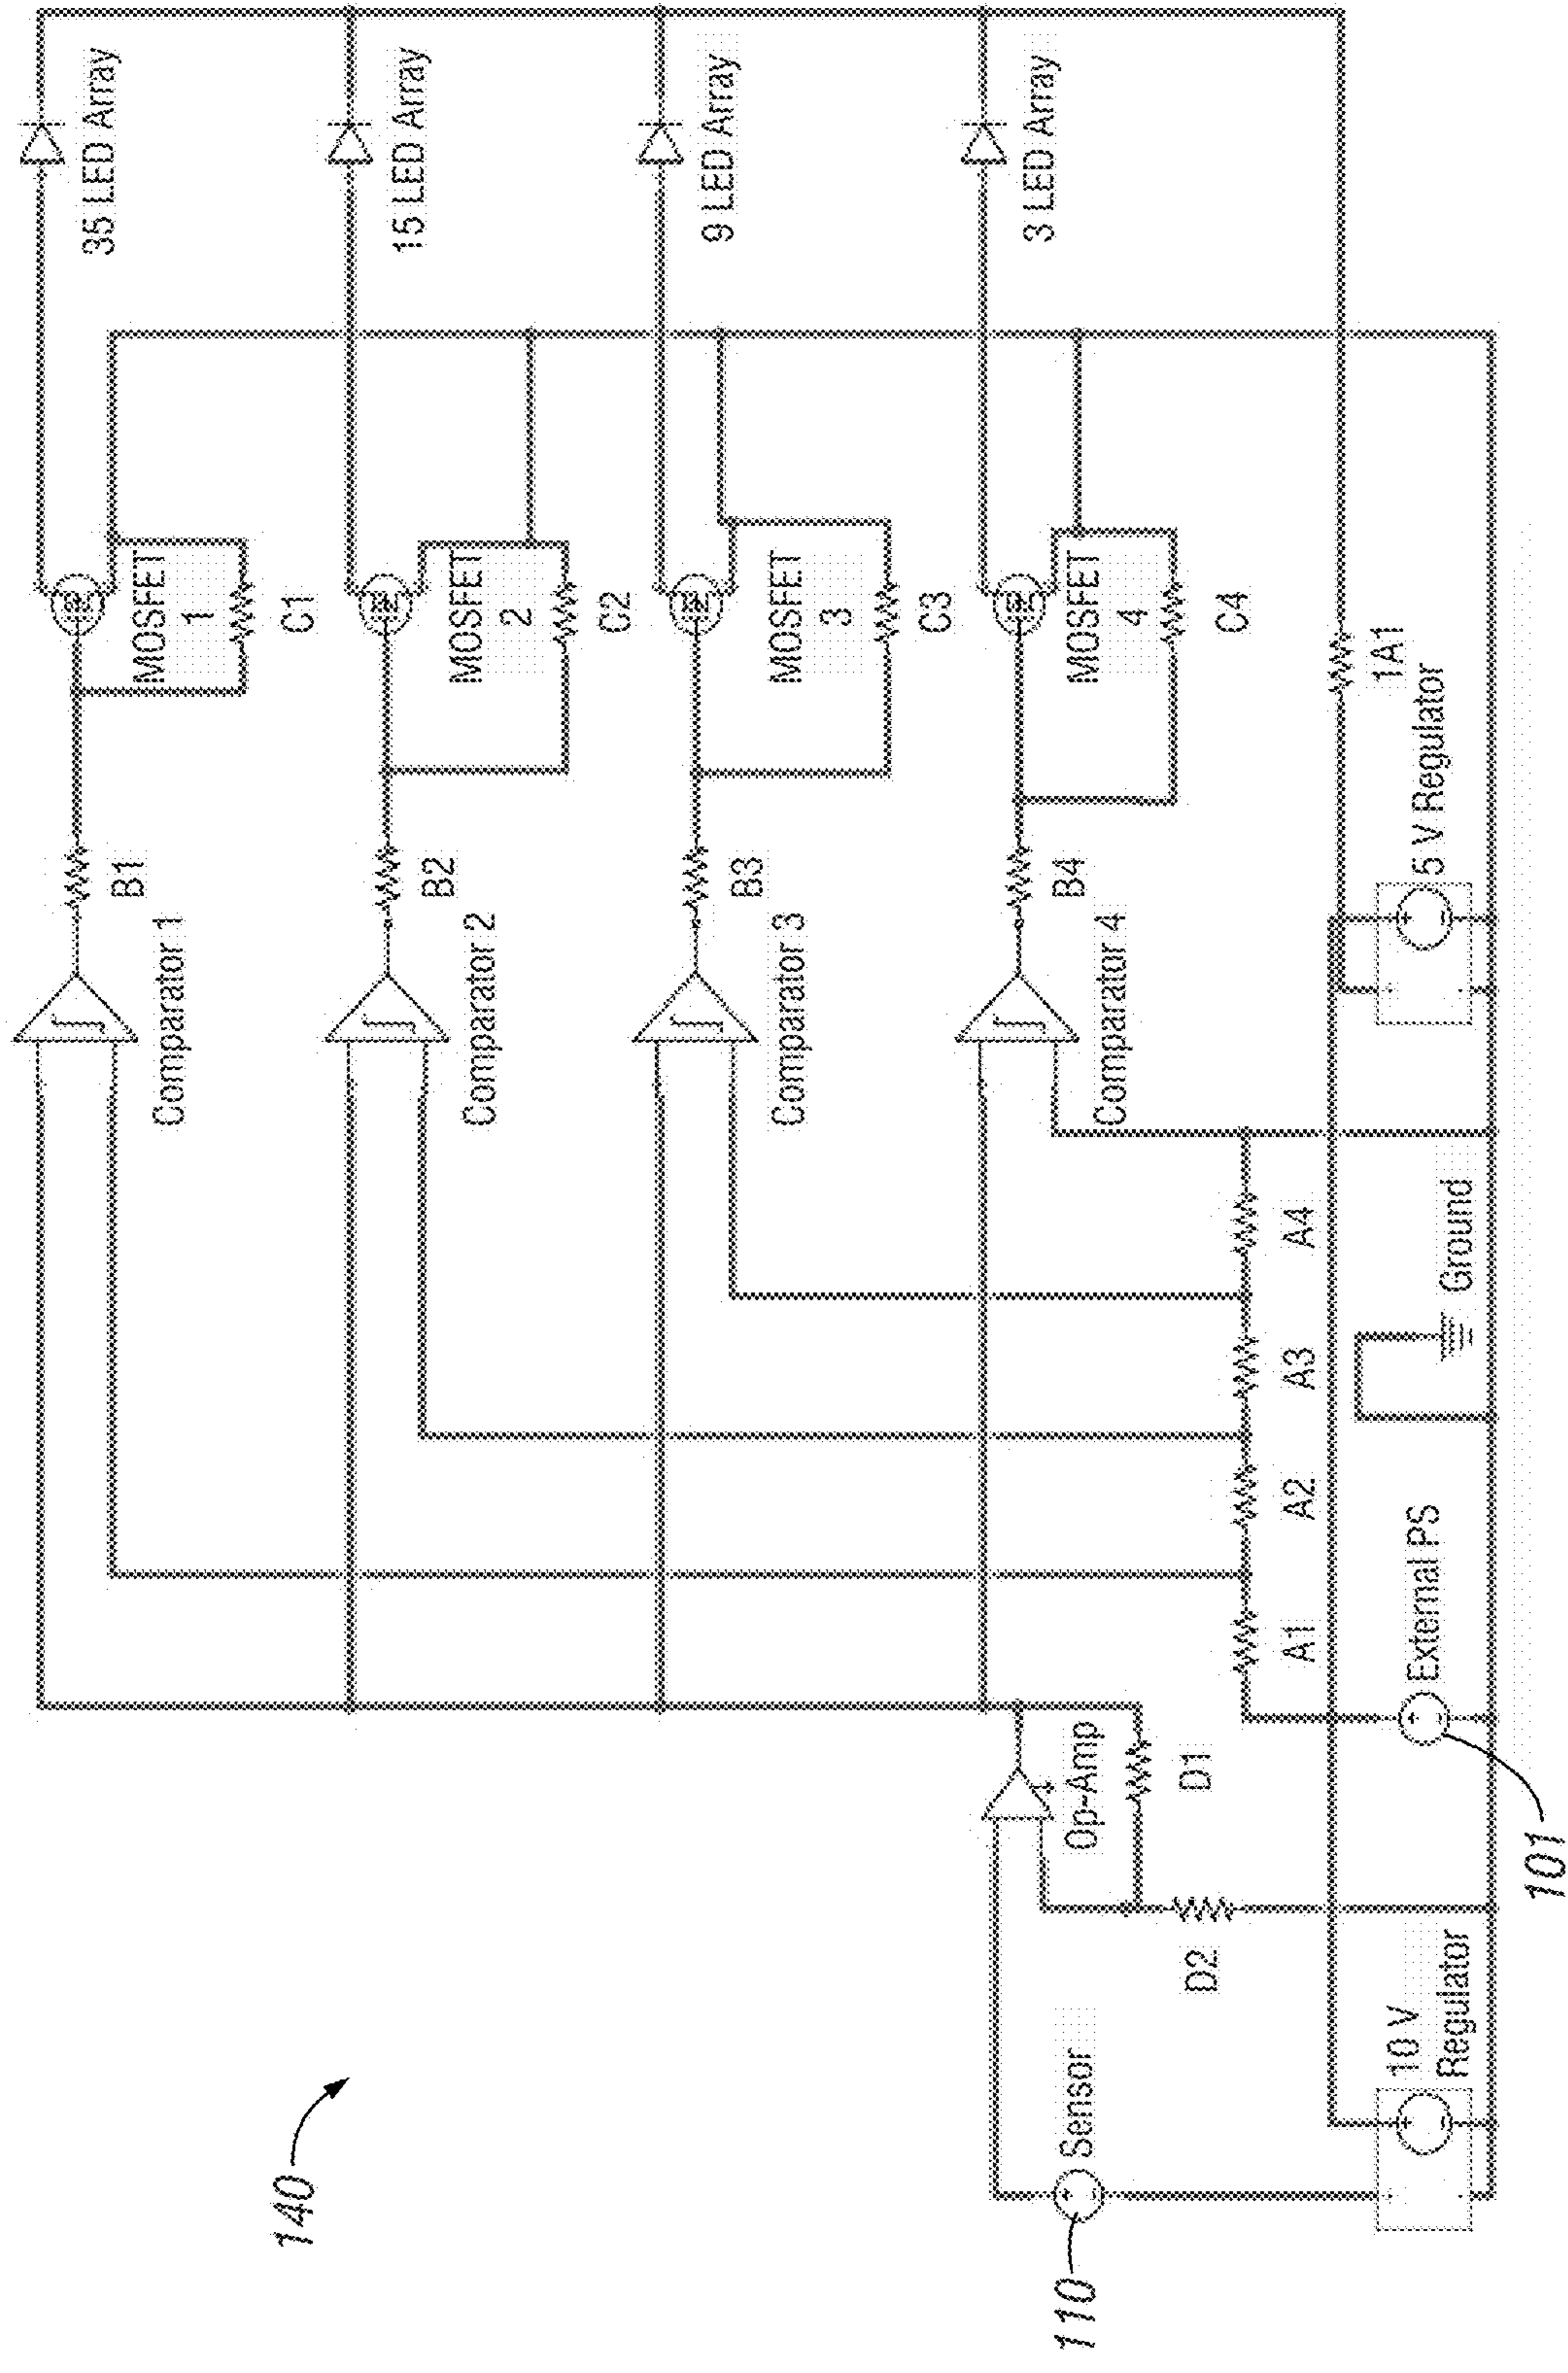 35 LED Array
15 LED Array
9 LED Array
3 LED Array
MOSFET
1
C1
MOSFET
2
C2
MOSFET
3
C3
MOSFET
4
C4
1A1
B1
B2
B3
B4
5 V Regulator
Comparator 1
Comparator 2
Comparator 3
Comparator 4
A4
A3
A2
A1
Ground
External PS
101
Op-Amp
D1
D2
10 V
Regulator
Sensor
110
140